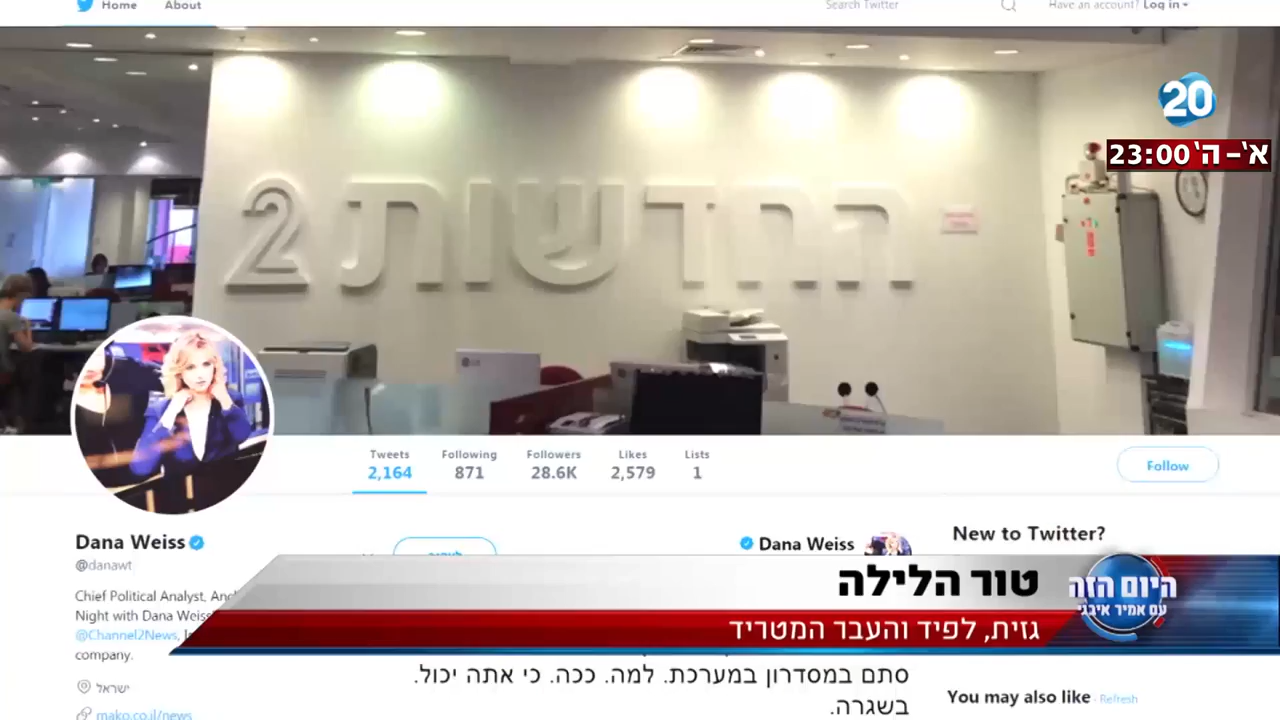 Home About Search Twitter Have an account? Log in
20
א'-ה' 23:00
החדשות 2
Tweets Following Followers Likes Lists
2,164 871 28.6K 2,579 1
Follow
Dana Weiss
@danawt
Chief Political Analyst,
Night with Dana Weiss
@Channel2News,
company.
ישראל
mako.co.il/news
Dana Weiss
New to Twitter?
טור הלילה
גזית, לפיד והעבר המטריד
היום הזה
עם אמיר איבגי
סתם במסדרון במערכת. למה. ככה. כי אתה יכול.
בשגרה.
You may also like · Refresh